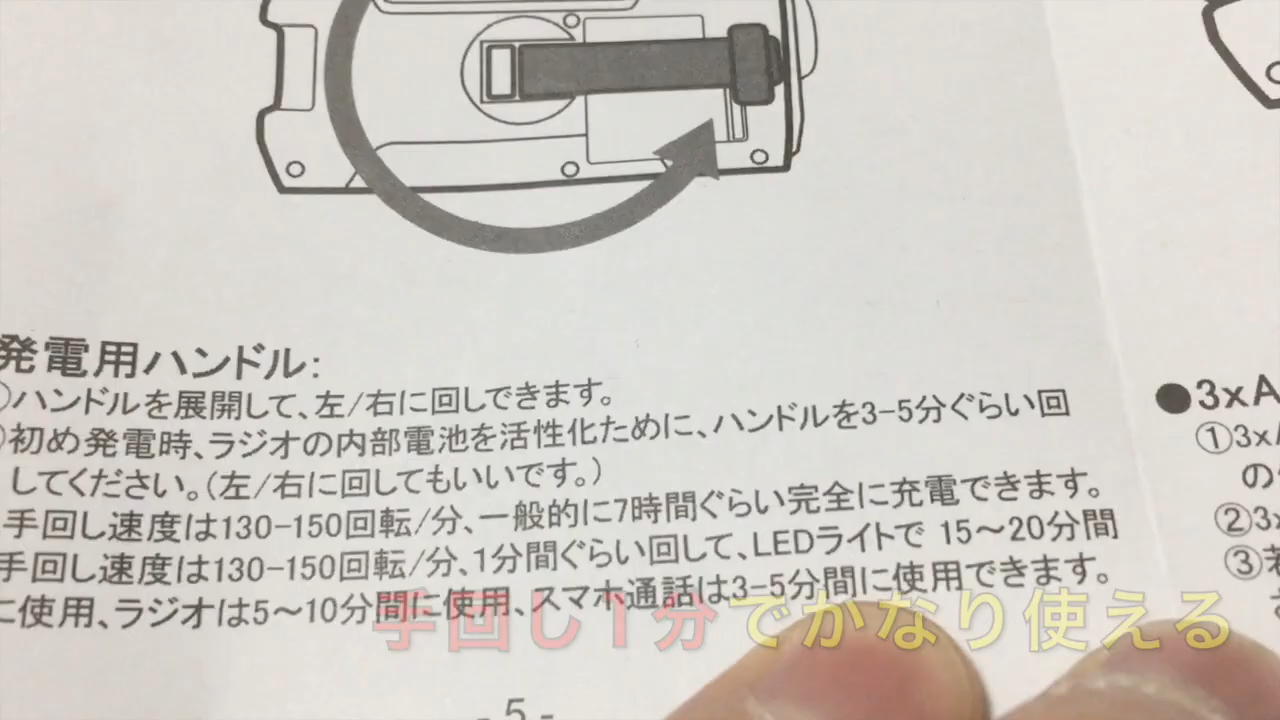 発電用ハンドル:
ハンドルを展開して、左/右に回しできます。
初め発電時、ラジオの内部電池を活性化ために、ハンドルを3-5分ぐらい回
してください。(左/右に回してもいいです。)
手回し速度は130-150回転/分、一般的に7時間ぐらい完全に充電できます。
手回し速度は130-150回転/分、1分間ぐらい回して、LEDライトで 15～20分間
に使用、ラジオは5～10分間に使用、スマホ通話は3-5分間に使用できます。
手回し1分でかなり使える
- 5 -
●3xA
①3x
の
②3x
③